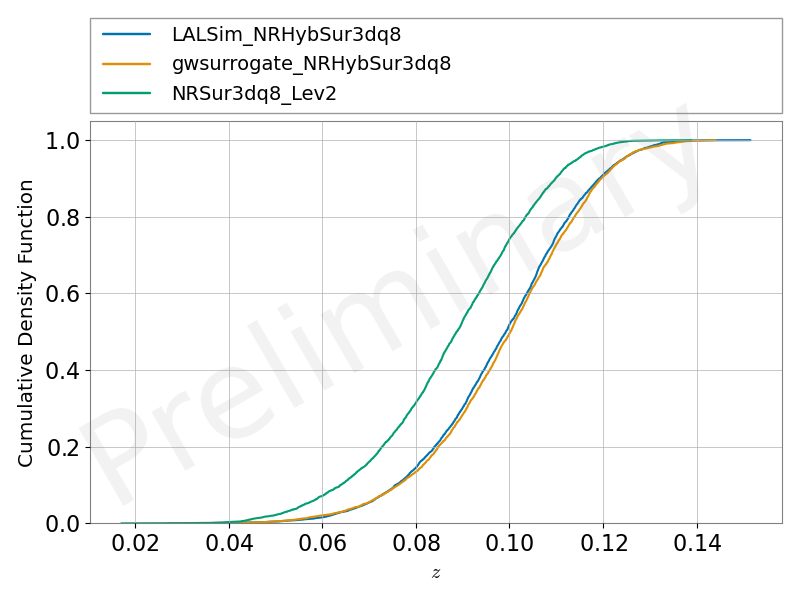 LALSim_NRHybSur3dq8
gwsurrogate_NRHybSur3dq8
NRSur3dq8_Lev2
Preliminary
Cumulative Density Function
1.0
0.8
0.6
0.4
0.2
0.0
0.02 0.04 0.06 0.08 0.10 0.12 0.14
z